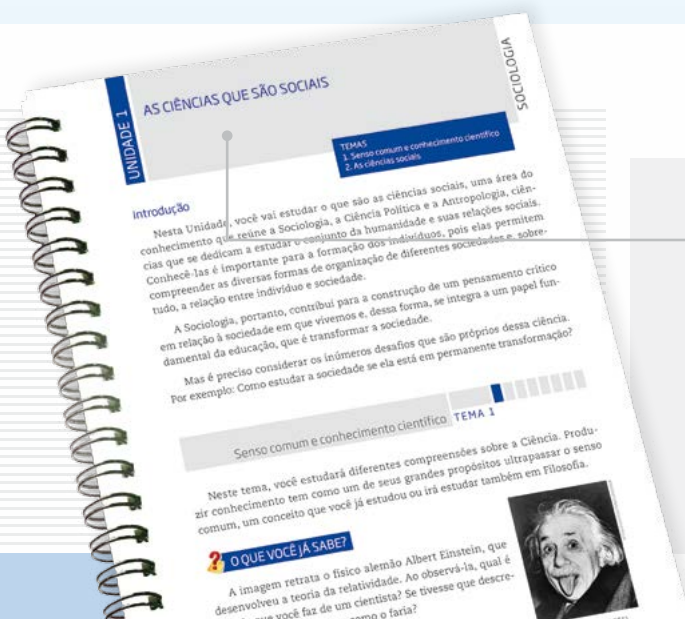 UNIDADE 1
AS CIÊNCIAS QUE SÃO SOCIAIS
SOCIOLOGIA
TEMAS
1. Senso comum e conhecimento científico
2. As ciências sociais
Introdução
Nesta Unidade, você vai estudar o que são as ciências sociais, uma área do
conhecimento que reúne a Sociologia, a Ciência Política e a Antropologia, ciên-
cias que se dedicam a estudar o conjunto da humanidade e suas relações sociais.
Conhecê-las é importante para a formação dos indivíduos, pois elas permitem
compreender as diversas formas de organização de diferentes sociedades e, sobre-
tudo, a relação entre indivíduo e sociedade.
A Sociologia, portanto, contribui para a construção de um pensamento crítico
em relação à sociedade em que vivemos e, dessa forma, se integra a um papel fun-
damental da educação, que é transformar a sociedade.
Mas é preciso considerar os inúmeros desafios que são próprios dessa ciência.
Por exemplo: Como estudar a sociedade se ela está em permanente transformação?
Senso comum e conhecimento científico TEMA 1
Neste tema, você estudará diferentes compreensões sobre a Ciência. Produ-
zir conhecimento tem como um de seus grandes propósitos ultrapassar o senso
comum, um conceito que você já estudou ou irá estudar também em Filosofia.
? O QUE VOCÊ JÁ SABE?
A imagem retrata o físico alemão Albert Einstein, que
desenvolveu a teoria da relatividade. Ao observá-la, qual é
que você faz de um cientista? Se tivesse que descre-
como o faria?